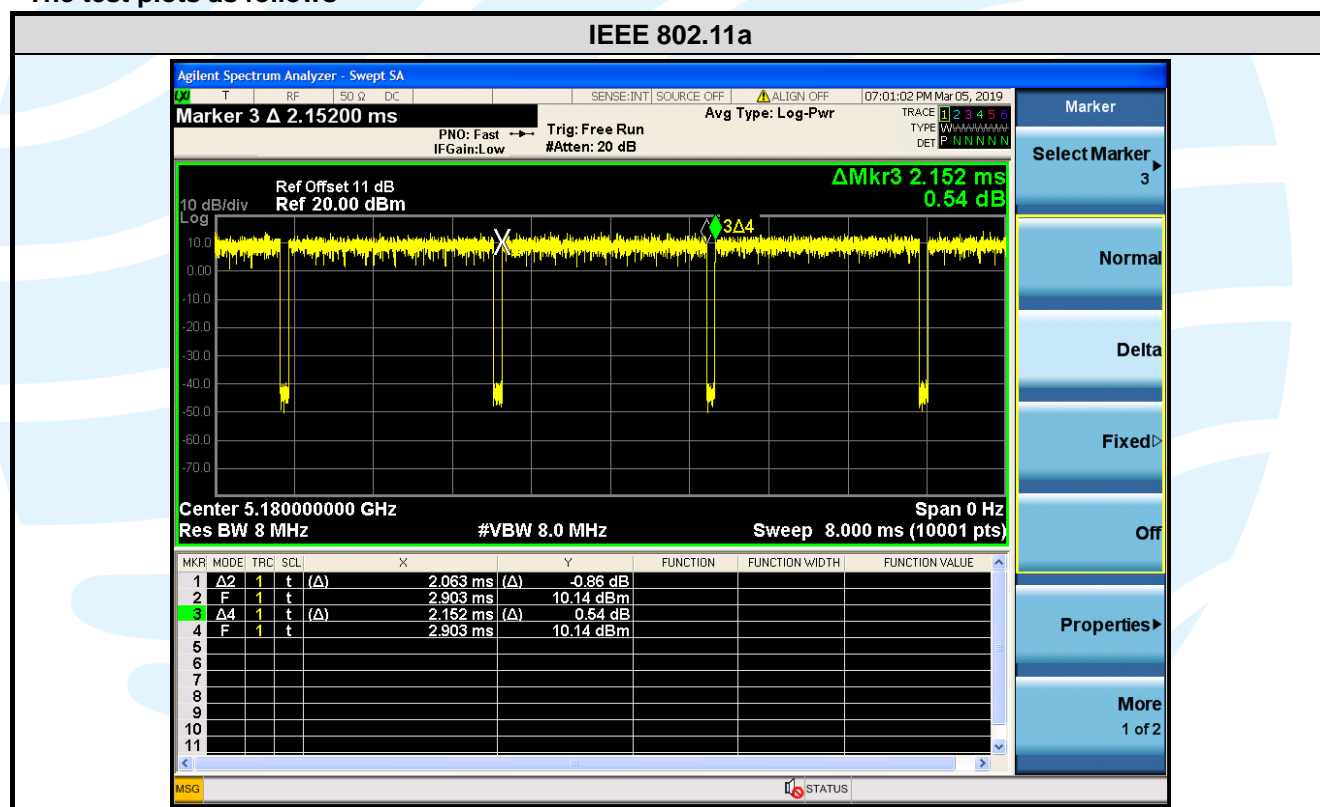 IEEE 802.11a
Agilent Spectrum Analyzer - Swept SA
LXI T RF 50 Ω DC SENSE:INT SOURCE OFF ⚠ALIGN OFF 07:01:02 PM Mar 05, 2019
Marker 3 Δ 2.15200 ms
PNO: Fast
IFGain:Low
Trig: Free Run
#Atten: 20 dB
Avg Type: Log-Pwr
TRACE 1 2 3 4 5 6
TYPE WWWWWW
DET P N N N N N
ΔMkr3 2.152 ms
0.54 dB
Ref Offset 11 dB
10 dB/div Ref 20.00 dBm
Log
10.0
0.00
-10.0
-20.0
-30.0
-40.0
-50.0
-60.0
-70.0
3Δ4
Center 5.180000000 GHz Span 0 Hz
Res BW 8 MHz #VBW 8.0 MHz Sweep 8.000 ms (10001 pts)
MKR MODE TRC SCL X Y FUNCTION FUNCTION WIDTH FUNCTION VALUE
1 Δ2 1 t (Δ) 2.063 ms (Δ) -0.86 dB
2 F 1 t 2.903 ms 10.14 dBm
3 Δ4 1 t (Δ) 2.152 ms (Δ) 0.54 dB
4 F 1 t 2.903 ms 10.14 dBm
5
6
7
8
9
10
11
MSG STATUS
Marker
Select Marker
3
Normal
Delta
Fixed
Off
Properties
More
1 of 2